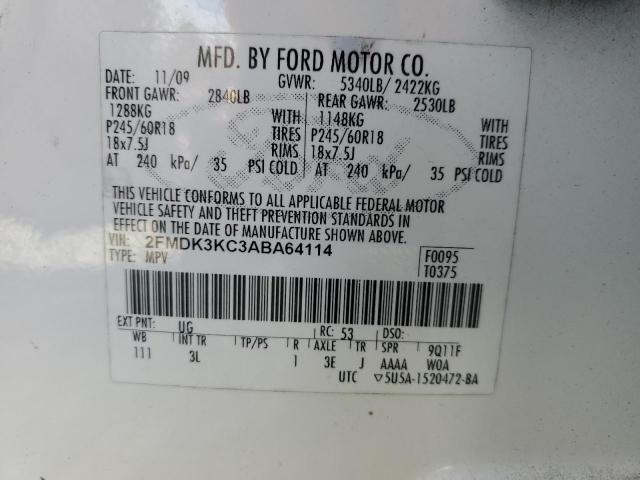 MFD. BY FORD MOTOR CO.
DATE: 11/09 GVWR: 5340LB/ 2422KG
FRONT GAWR: 2840LB REAR GAWR: 2530LB
1288KG WITH 1148KG WITH
P245/60R18 TIRES P245/60R18 TIRES
18x7.5J RIMS 18x7.5J RIMS
AT 240 kPa/ 35 PSI COLD AT 240 kPa/ 35 PSI COLD
THIS VEHICLE CONFORMS TO ALL APPLICABLE FEDERAL MOTOR
VEHICLE SAFETY AND THEFT PREVENTION STANDARDS IN
EFFECT ON THE DATE OF MANUFACTURE SHOWN ABOVE.
VIN: 2FMDK3KC3ABA64114 F0095
TYPE: MPV T0375
EXT PNT: UG RC: 53 DSO:
WB INT TR TP/PS R AXLE TR SPR 9Q11F
111 3L 1 3E J AAAA WOA
UTC ▽5U5A-1520472-BA